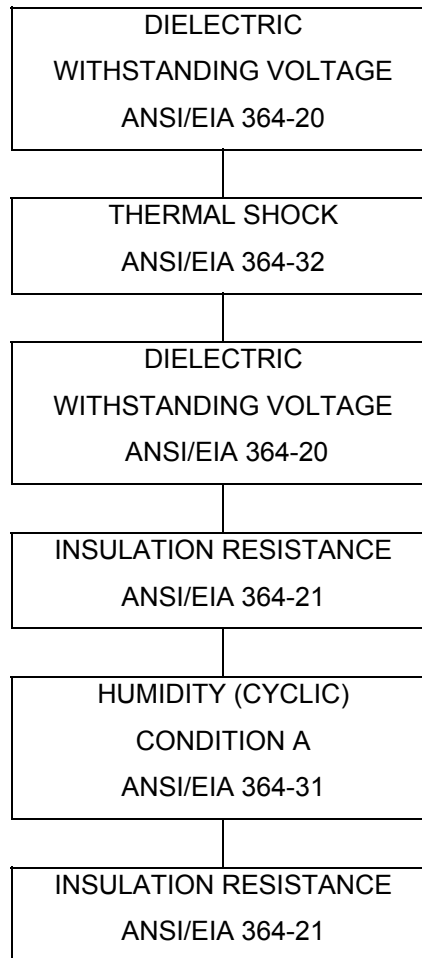 DIELECTRIC
WITHSTANDING VOLTAGE
ANSI/EIA 364-20
THERMAL SHOCK
ANSI/EIA 364-32
DIELECTRIC
WITHSTANDING VOLTAGE
ANSI/EIA 364-20
INSULATION RESISTANCE
ANSI/EIA 364-21
HUMIDITY (CYCLIC)
CONDITION A
ANSI/EIA 364-31
INSULATION RESISTANCE
ANSI/EIA 364-21